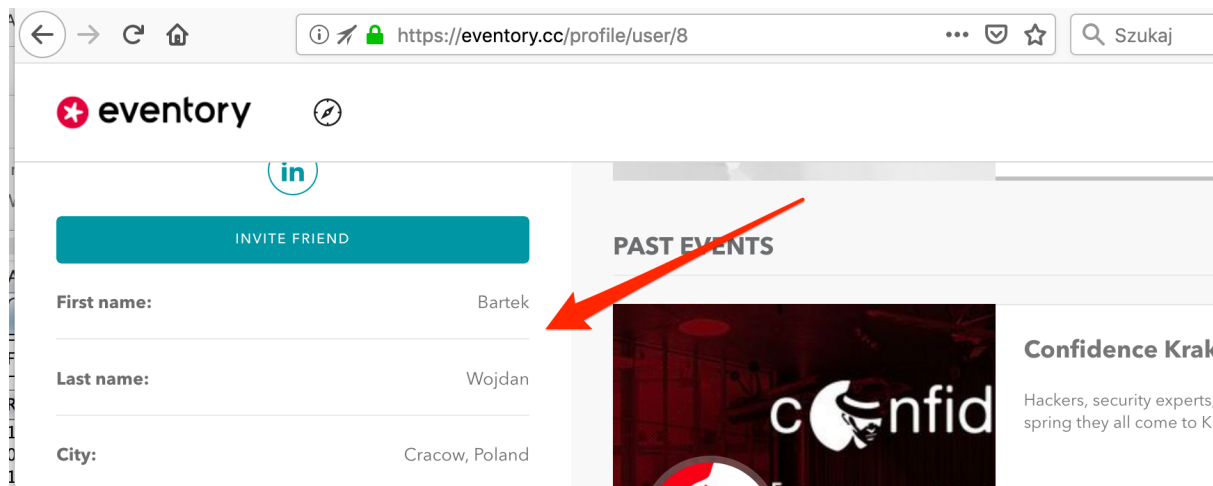 https://eventory.cc/profile/user/8
Szukaj
eventory
in
INVITE FRIEND
PAST EVENTS
First name:
Bartek
Last name:
Wojdan
City:
Cracow, Poland
c nfid
Confidence Krak
Hackers, security experts,
spring they all come to K